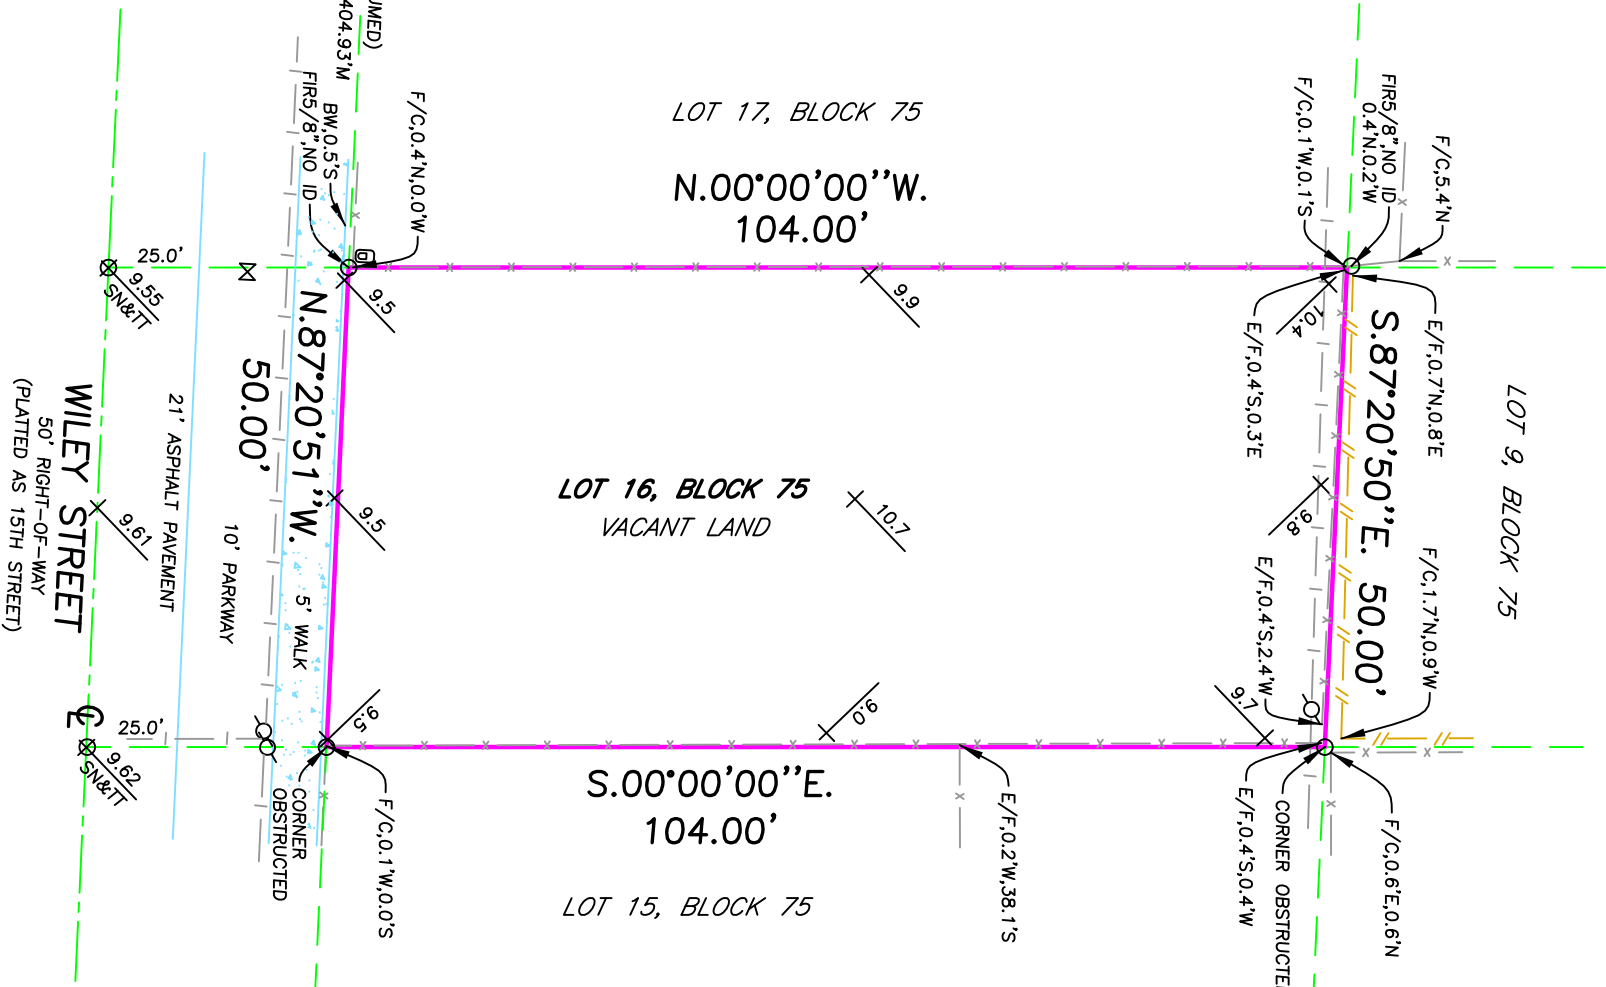 LOT 17, BLOCK 75
N.00°00'00"W.
104.00'
UMED)
404.93'M
BW,0.5'S
FIR5/8",NO ID
F/C,0.4'N,0.0'W
F/C,0.1'W,0.1'S
FIR5/8",NO ID
0.4'N.0.2'W
F/C,5.4'N
25.0'
9.55
SN&TT
9.5
9.9
10.4
E/F,0.4'S,0.3'E
E/F,0.7'N,0.8'E
N.87°20'51"W.
50.00'
S.87°20'50"E. 50.00'
LOT 9, BLOCK 75
WILEY STREET
50' RIGHT-OF-WAY
(PLATTED AS 15TH STREET)
21' ASPHALT PAVEMENT
10' PARKWAY
5' WALK
9.61
9.5
LOT 16, BLOCK 75
VACANT LAND
10.7
9.8
E/F,0.4'S,2.4'W
F/C,1.7'N,0.9'W
℄
25.0'
9.62
SN&TT
9.5
9.0
9.7
CORNER
OBSTRUCTED
F/C,0.1'W,0.0'S
S.00°00'00"E.
104.00'
E/F,0.2'W,38.1'S
E/F,0.4'S,0.4'W
CORNER OBSTRUCTE
F/C,0.6'E,0.6'N
LOT 15, BLOCK 75